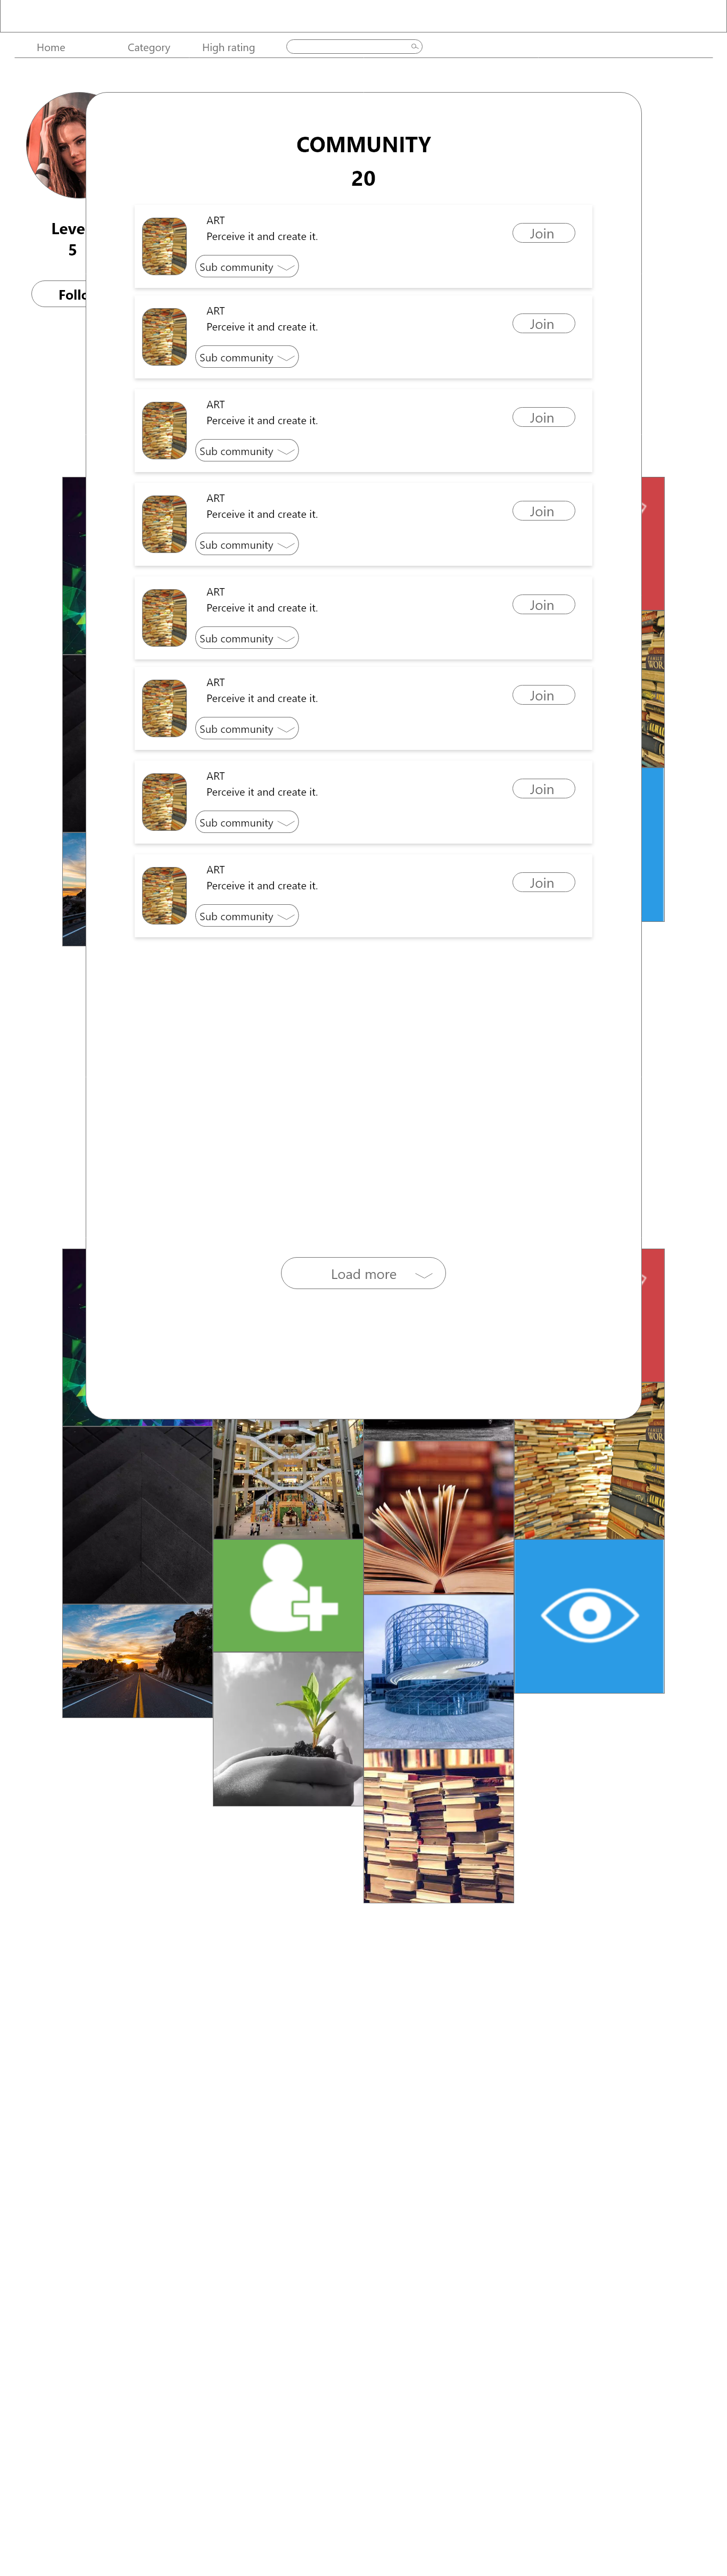 Home
Category
High rating
COMMUNITY
20
Leve
5
Follo
ART
Perceive it and create it.
Join
Sub community
ART
Perceive it and create it.
Join
Sub community
ART
Perceive it and create it.
Join
Sub community
ART
Perceive it and create it.
Join
Sub community
ART
Perceive it and create it.
Join
Sub community
ART
Perceive it and create it.
Join
Sub community
ART
Perceive it and create it.
Join
Sub community
ART
Perceive it and create it.
Join
Sub community
Load more